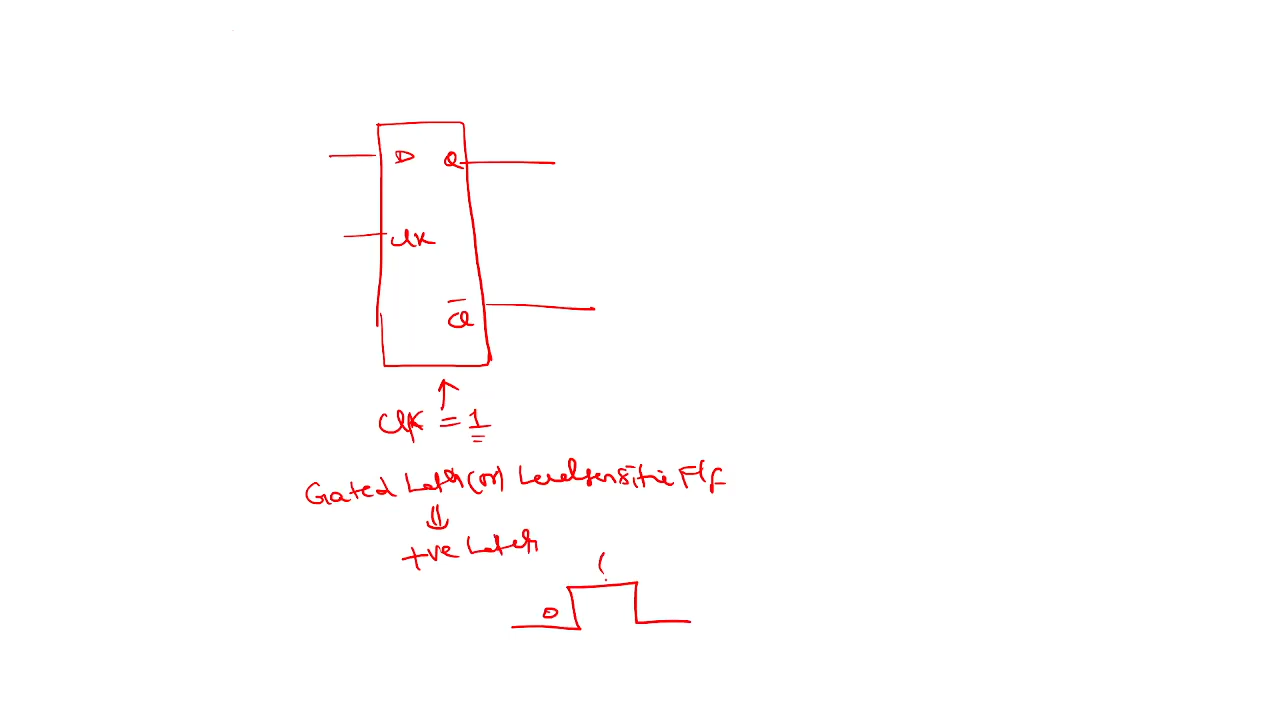 D Q
CLK
Q̅
CLK = 1
Gated Latch (or) Level sensitive F/F
⇓
+ve Latch
1
0